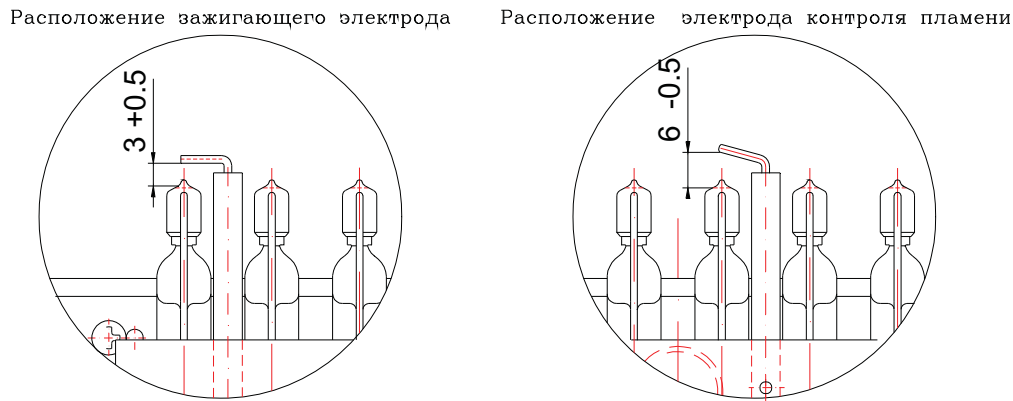 Расположение зажигающего электрода
Расположение электрода контроля пламени
3 +0.5
6 -0.5